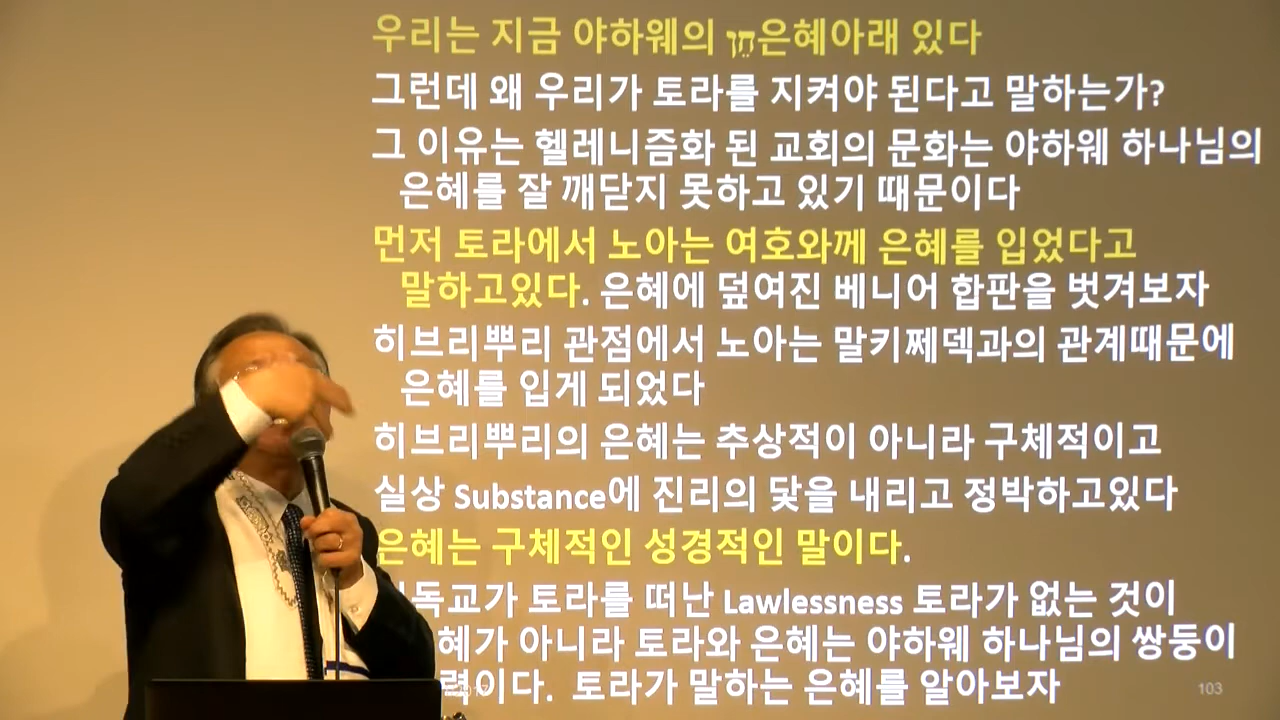 우리는 지금 야하웨의 חֵן은혜아래 있다
그런데 왜 우리가 토라를 지켜야 된다고 말하는가?
그 이유는 헬레니즘화 된 교회의 문화는 야하웨 하나님의
은혜를 잘 깨닫지 못하고 있기 때문이다
먼저 토라에서 노아는 여호와께 은혜를 입었다고
말하고있다. 은혜에 덮여진 베니어 합판을 벗겨보자
히브리뿌리 관점에서 노아는 말키쩨덱과의 관계때문에
은혜를 입게 되었다
히브리뿌리의 은혜는 추상적이 아니라 구체적이고
실상 Substance에 진리의 닻을 내리고 정박하고있다
은혜는 구체적인 성경적인 말이다.
독교가 토라를 떠난 Lawlessness 토라가 없는 것이
혜가 아니라 토라와 은혜는 야하웨 하나님의 쌍둥이
력이다. 토라가 말하는 은혜를 알아보자
103